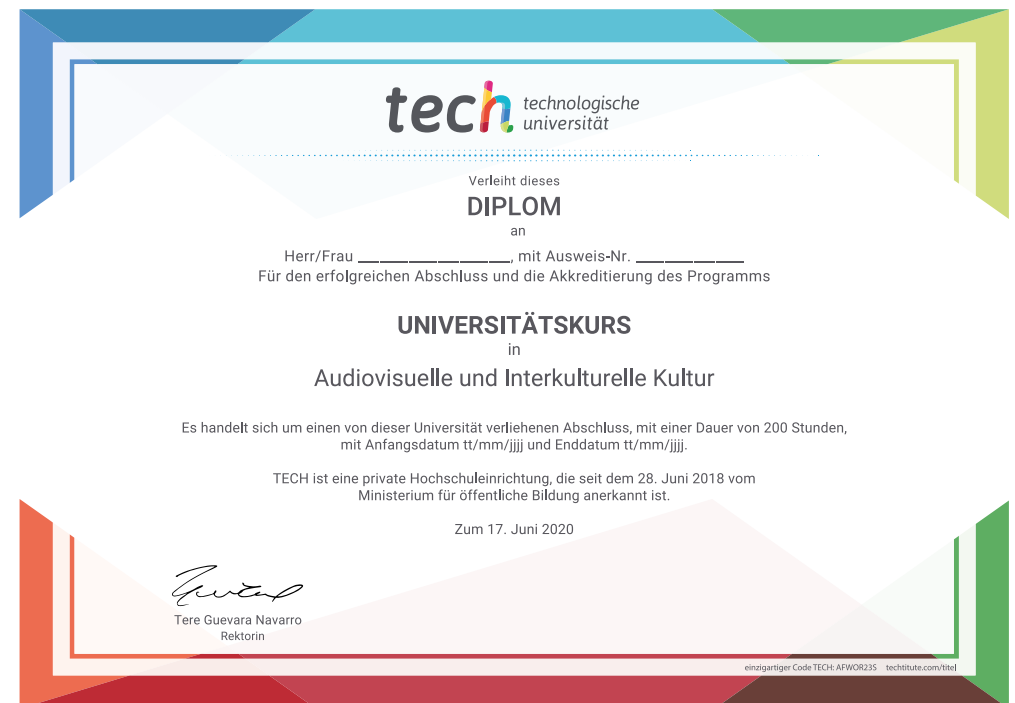 tech technologische
universität
Verleiht dieses
DIPLOM
an
Herr/Frau ____________________, mit Ausweis-Nr. ______________
Für den erfolgreichen Abschluss und die Akkreditierung des Programms
UNIVERSITÄTSKURS
in
Audiovisuelle und Interkulturelle Kultur
Es handelt sich um einen von dieser Universität verliehenen Abschluss, mit einer Dauer von 200 Stunden,
mit Anfangsdatum tt/mm/jjjj und Enddatum tt/mm/jjjj.
TECH ist eine private Hochschuleinrichtung, die seit dem 28. Juni 2018 vom
Ministerium für öffentliche Bildung anerkannt ist.
Zum 17. Juni 2020
Tere Guevara Navarro
Rektorin
einzigartiger Code TECH: AFWOR23S techtitute.com/titel